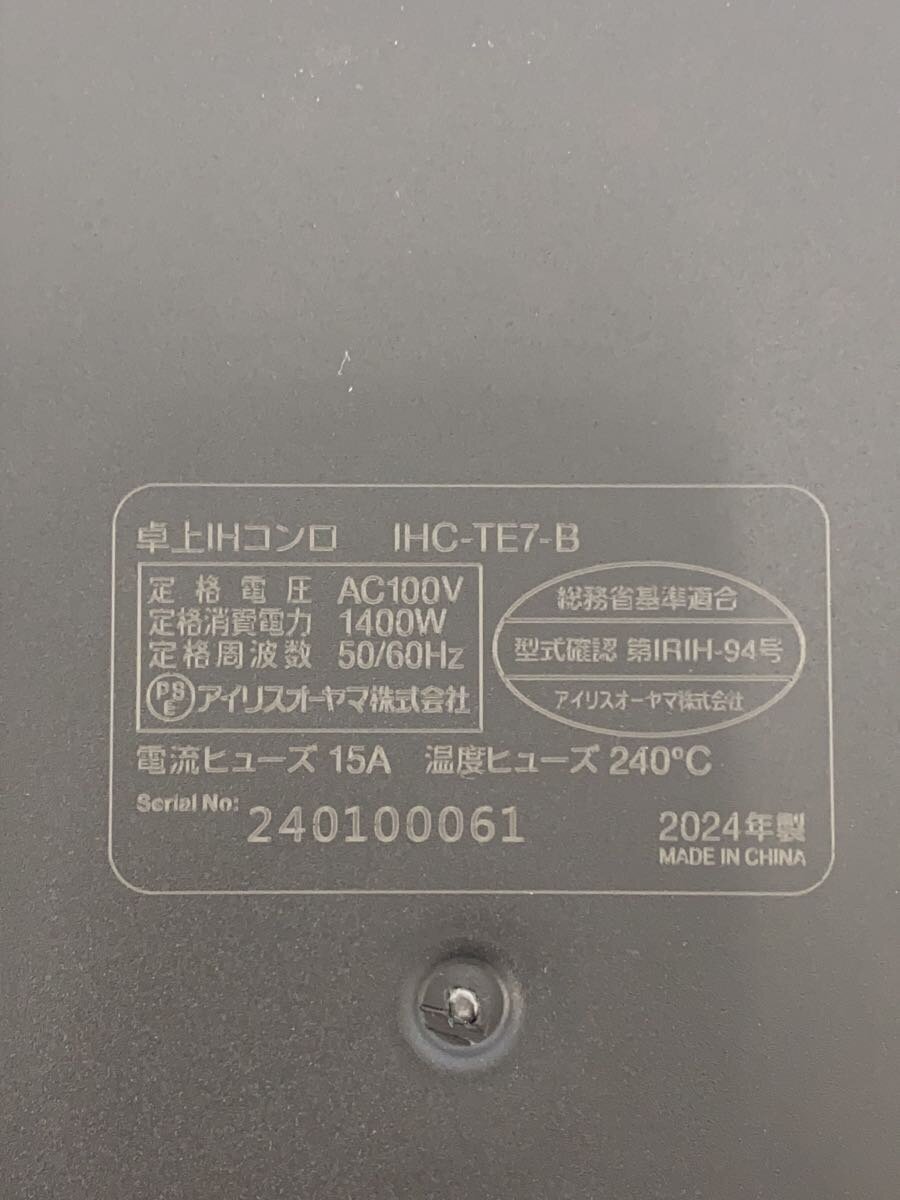 卓上IHコンロ IHC-TE7-B
定格電圧 AC100V
定格消費電力 1400W
定格周波数 50/60Hz
PSE アイリスオーヤマ株式会社
総務省基準適合
型式確認 第IRIH-94号
アイリスオーヤマ株式会社
電流ヒューズ 15A 温度ヒューズ 240℃
Serial No: 240100061
2024年製
MADE IN CHINA